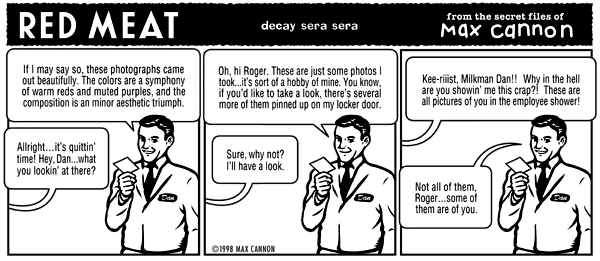 RED MEAT
decay sera sera
from the secret files of
Max cannon
If I may say so, these photographs came
out beautifully. The colors are a symphony
of warm reds and muted purples, and the
composition is an minor aesthetic triumph.
Allright...it's quittin'
time! Hey, Dan...what
you lookin' at there?
Dan
Oh, hi Roger. These are just some photos I
took...it's sort of a hobby of mine. You know,
if you'd like to take a look, there's several
more of them pinned up on my locker door.
Sure, why not?
I'll have a look.
Dan
©1998 MAX CANNON
Kee-riiist, Milkman Dan!! Why in the hell
are you showin' me this crap?! These are
all pictures of you in the employee shower!
Not all of them,
Roger...some of
them are of you.
Dan